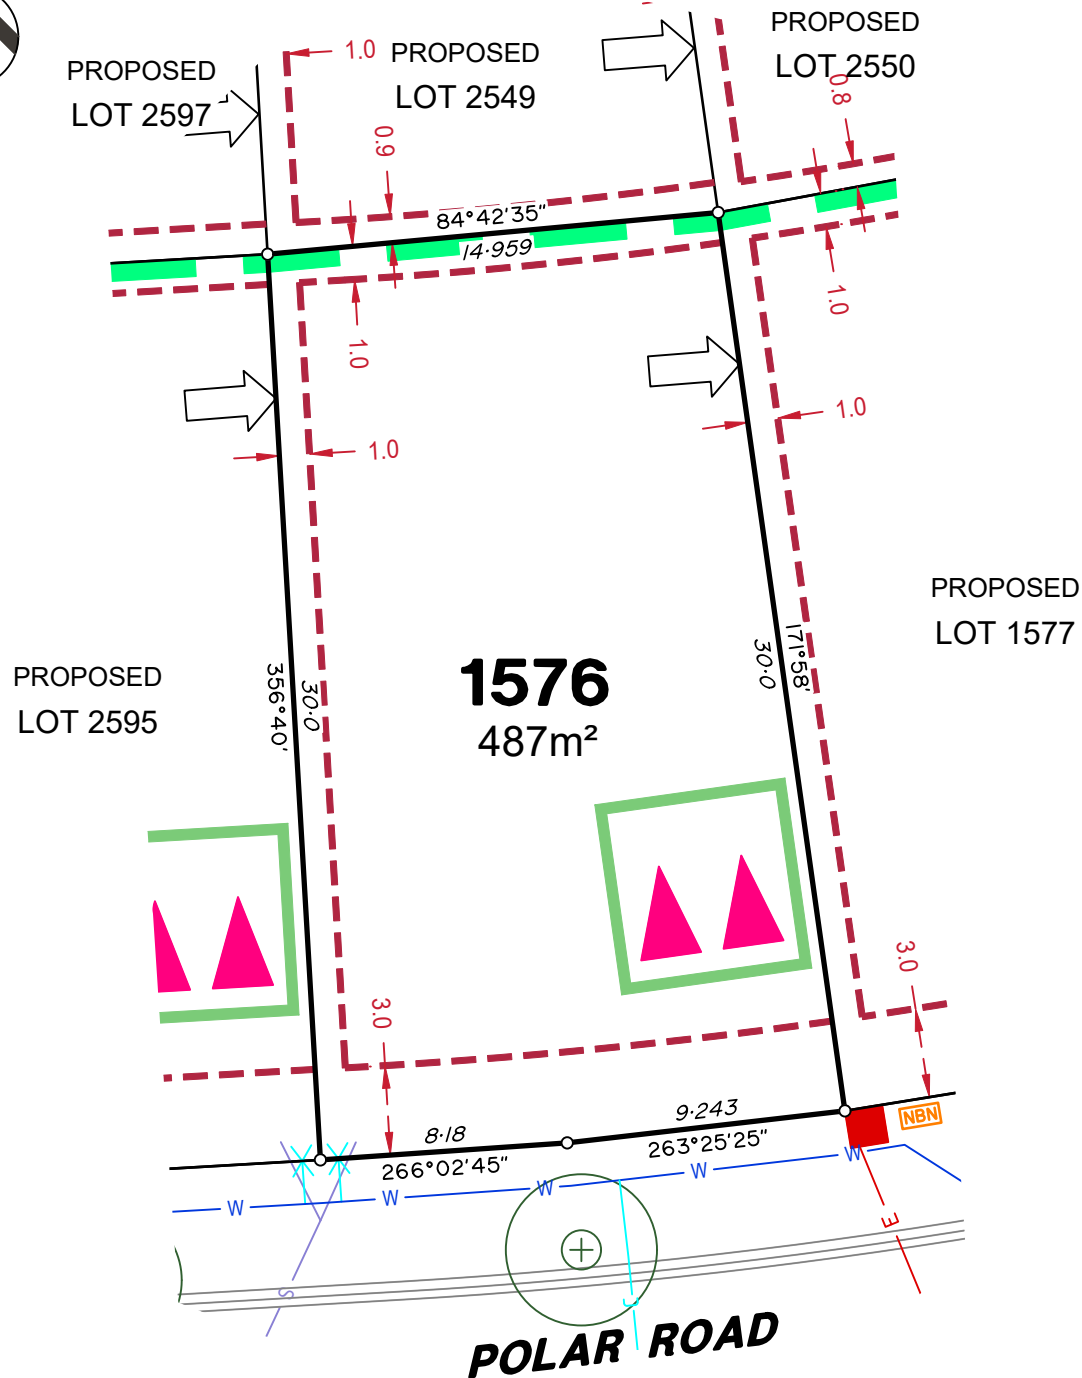 PROPOSED
LOT 2597
1.0
PROPOSED
LOT 2549
PROPOSED
LOT 2550
0.8
0.9
84°42'35"
14·959
1.0
1.0
1.0
1.0
PROPOSED
LOT 1577
PROPOSED
LOT 2595
356°40'
30·0
1576
487m²
30·0
171°58'
3.0
3.0
8·18
266°02'45"
9·243
263°25'25"
NBN
W
W
W
W
W
E
S
J
POLAR ROAD